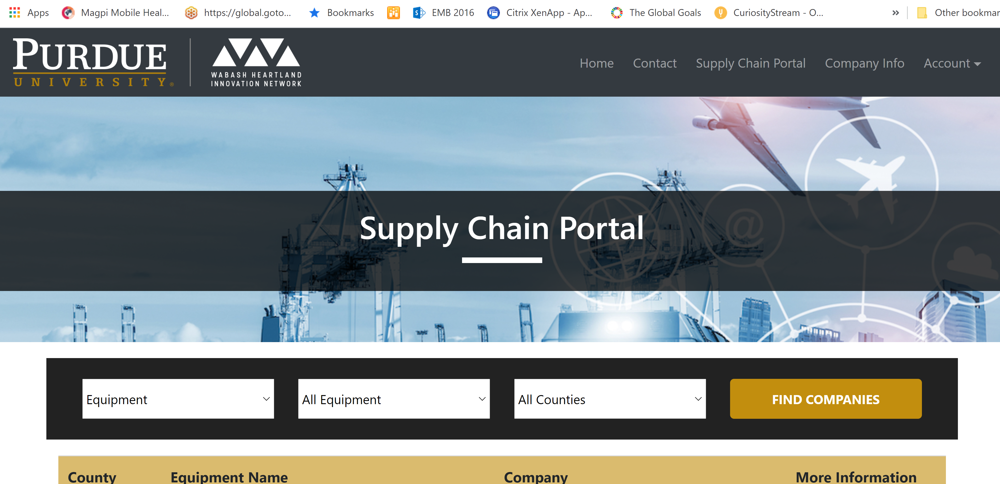 Apps Magpi Mobile Heal... https://global.goto... Bookmarks EMB 2016 Citrix XenApp - Ap... The Global Goals CuriosityStream - O... » Other bookmar
PURDUE
UNIVERSITY®
WABASH HEARTLAND
INNOVATION NETWORK
Home Contact Supply Chain Portal Company Info Account
@
Supply Chain Portal
Equipment All Equipment All Counties FIND COMPANIES
County Equipment Name Company More Information